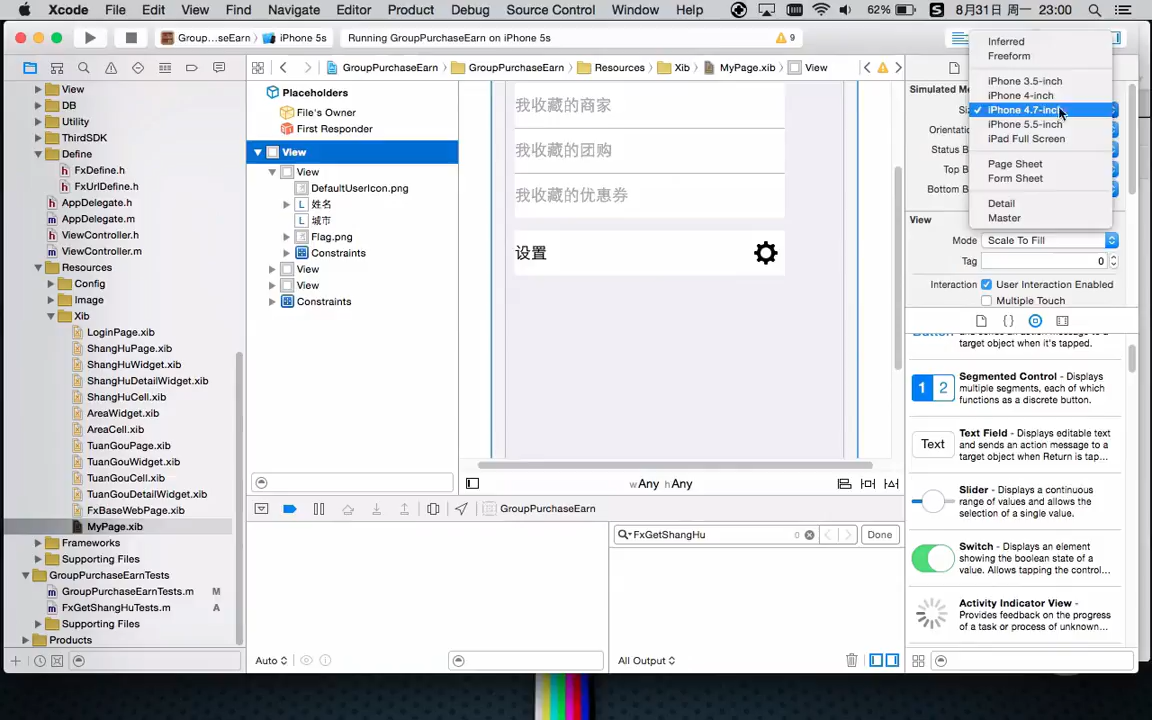 Xcode File Edit View Find Navigate Editor Product Debug Source Control Window Help 62% S 8月31日 周一 23:00
Group...seEarn iPhone 5s Running GroupPurchaseEarn on iPhone 5s 9
GroupPurchaseEarn GroupPurchaseEarn Resources Xib MyPage.xib View
View
DB
Utility
ThirdSDK
Define
FxDefine.h
FxUrlDefine.h
AppDelegate.h
AppDelegate.m
ViewController.h
ViewController.m
Resources
Config
Image
Xib
LoginPage.xib
ShangHuPage.xib
ShangHuWidget.xib
ShangHuDetailWidget.xib
ShangHuCell.xib
AreaWidget.xib
AreaCell.xib
TuanGouPage.xib
TuanGouWidget.xib
TuanGouCell.xib
TuanGouDetailWidget.xib
FxBaseWebPage.xib
MyPage.xib
Frameworks
Supporting Files
GroupPurchaseEarnTests
GroupPurchaseEarnTests.m M
FxGetShangHuTests.m A
Supporting Files
Products
Placeholders
File's Owner
First Responder
View
View
DefaultUserIcon.png
L 姓名
L 城市
Flag.png
Constraints
View
View
Constraints
我收藏的商家
我收藏的团购
我收藏的优惠券
设置
wAny hAny
GroupPurchaseEarn
FxGetShangHu 0 Done
Auto
All Output
Simulated Me
Si
Orientati
Status B
Top B
Bottom B
Inferred
Freeform
iPhone 3.5-inch
iPhone 4-inch
iPhone 4.7-inch
iPhone 5.5-inch
iPad Full Screen
Page Sheet
Form Sheet
Detail
Master
View
Mode Scale To Fill
Tag 0
Interaction User Interaction Enabled
Multiple Touch
and sends an action message to a
target object when it's tapped.
1 2
Segmented Control - Displays
multiple segments, each of which
functions as a discrete button.
Text
Text Field - Displays editable text
and sends an action message to a
target object when Return is tap...
Slider - Displays a continuous
range of values and allows the
selection of a single value.
Switch - Displays an element
showing the boolean state of a
value. Allows tapping the control...
Activity Indicator View -
Provides feedback on the progress
of a task or process of unknown...